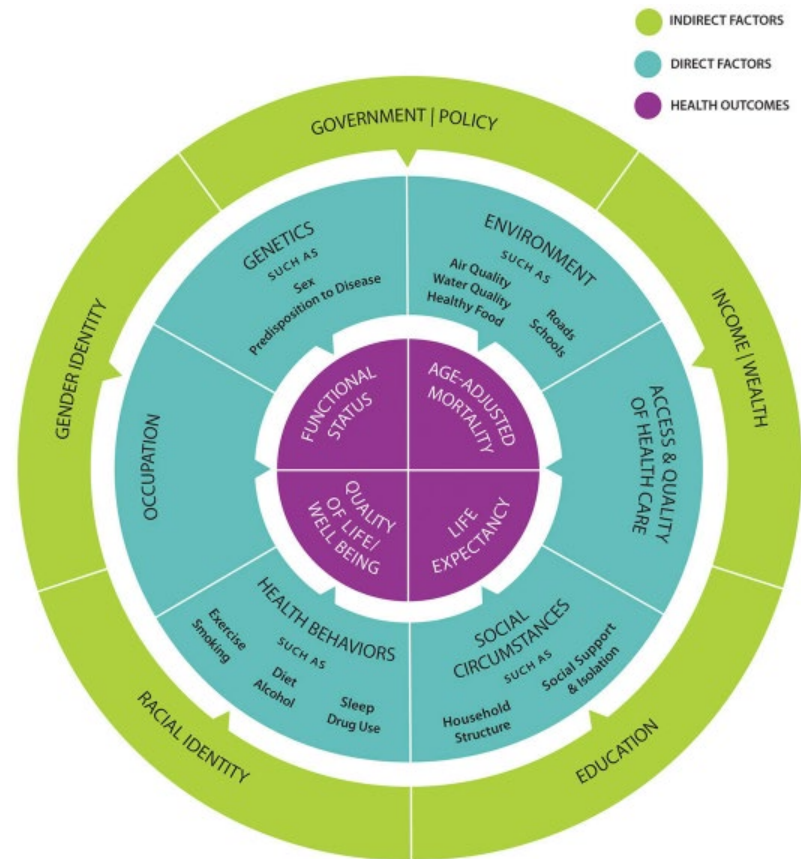 INDIRECT FACTORS
DIRECT FACTORS
HEALTH OUTCOMES
GOVERNMENT | POLICY
INCOME | WEALTH
EDUCATION
RACIAL IDENTITY
GENDER IDENTITY
GENETICS
SUCH AS
Sex
Predisposition to Disease
ENVIRONMENT
SUCH AS
Air Quality
Water Quality
Healthy Food
Roads
Schools
ACCESS & QUALITY
OF HEALTH CARE
SOCIAL
CIRCUMSTANCES
SUCH AS
Social Support
& Isolation
Household
Structure
HEALTH BEHAVIORS
SUCH AS
Exercise
Smoking
Diet
Alcohol
Sleep
Drug Use
OCCUPATION
FUNCTIONAL
STATUS
AGE-ADJUSTED
MORTALITY
LIFE
EXPECTANCY
QUALITY
OF LIFE/
WELL BEING